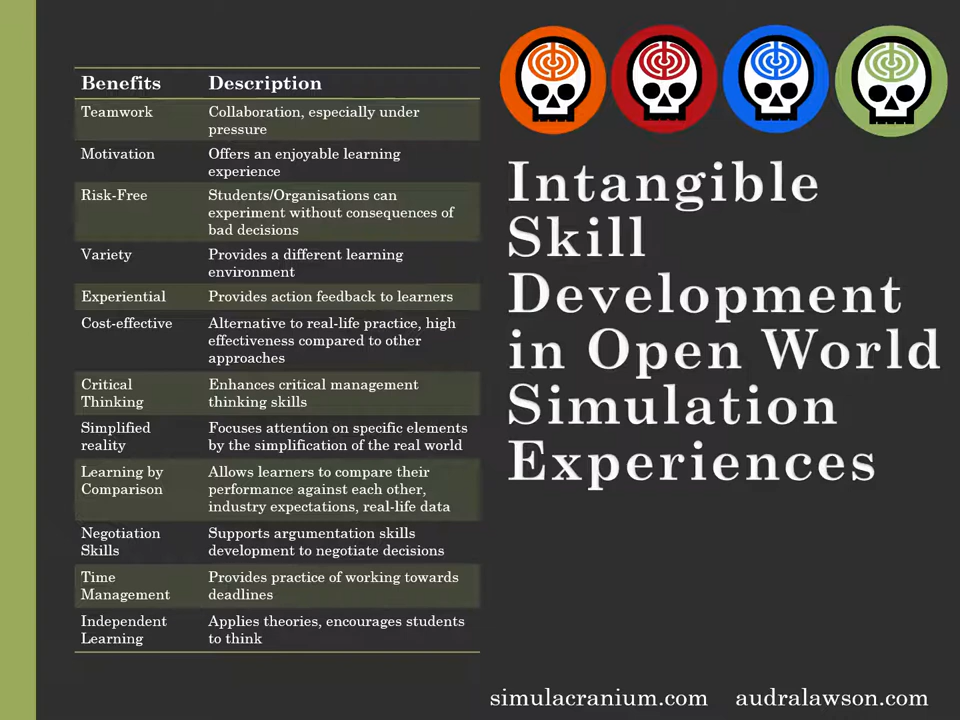 Benefits Description
Teamwork Collaboration, especially under
pressure
Motivation Offers an enjoyable learning
experience
Risk-Free Students/Organisations can
experiment without consequences of
bad decisions
Variety Provides a different learning
environment
Experiential Provides action feedback to learners
Cost-effective Alternative to real-life practice, high
effectiveness compared to other
approaches
Critical Enhances critical management
Thinking thinking skills
Simplified Focuses attention on specific elements
reality by the simplification of the real world
Learning by Allows learners to compare their
Comparison performance against each other,
industry expectations, real-life data
Negotiation Supports argumentation skills
Skills development to negotiate decisions
Time Provides practice of working towards
Management deadlines
Independent Applies theories, encourages students
Learning to think
Intangible
Skill
Development
in Open World
Simulation
Experiences
simulacranium.com audralawson.com